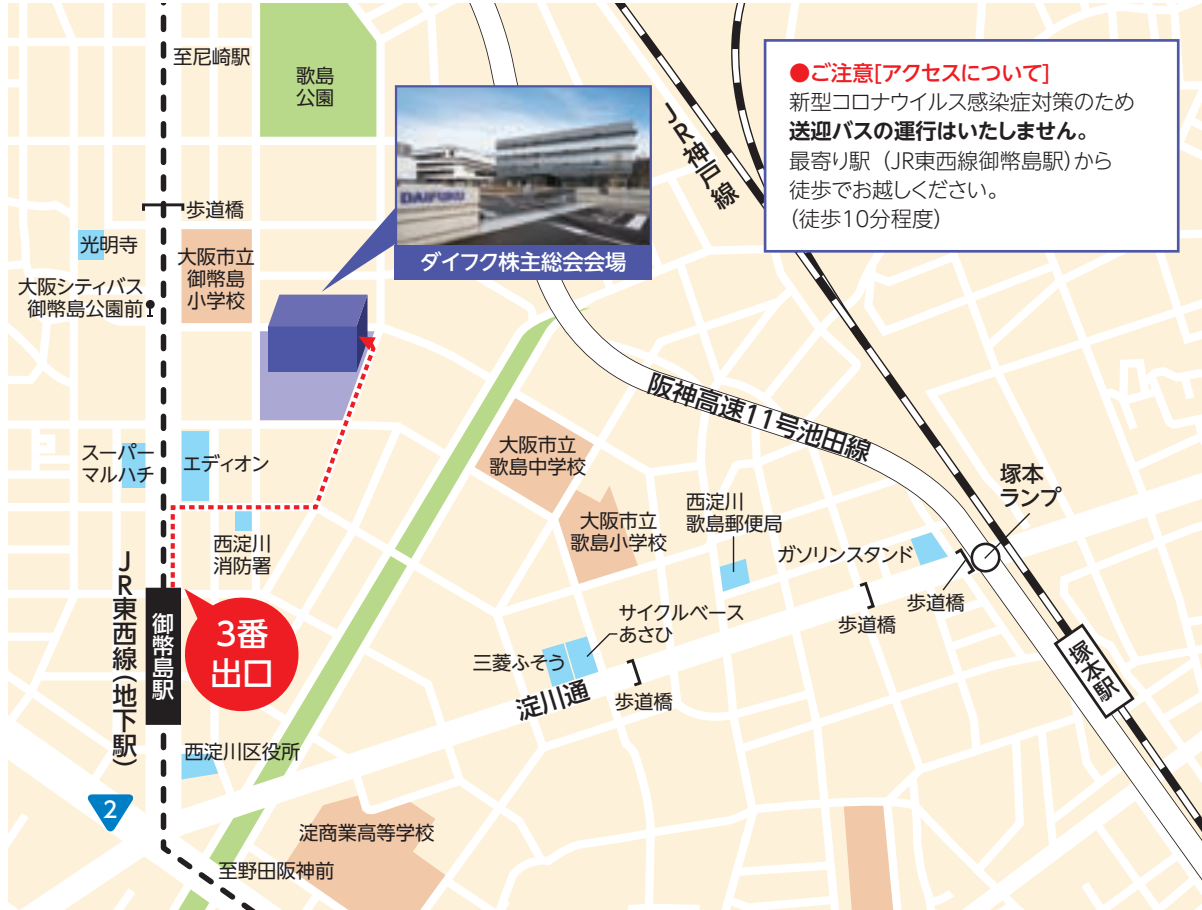 至尼崎駅
歌島
公園
●ご注意[アクセスについて]
新型コロナウイルス感染症対策のため
送迎バスの運行はいたしません。
最寄り駅（JR東西線御幣島駅）から
徒歩でお越しください。
(徒歩10分程度)
JR神戸線
DAIFUKU
ダイフク株主総会会場
歩道橋
光明寺
大阪市立
御幣島
小学校
大阪シティバス
御幣島公園前
阪神高速11号池田線
スーパー
マルハチ
エディオン
大阪市立
歌島中学校
塚本
ランプ
西淀川
消防署
大阪市立
歌島小学校
西淀川
歌島郵便局
ガソリンスタンド
JR東西線(地下駅)
御幣島駅
3番
出口
サイクルベース
あさひ
三菱ふそう
淀川通
歩道橋
歩道橋
歩道橋
塚本駅
西淀川区役所
2
淀商業高等学校
至野田阪神前